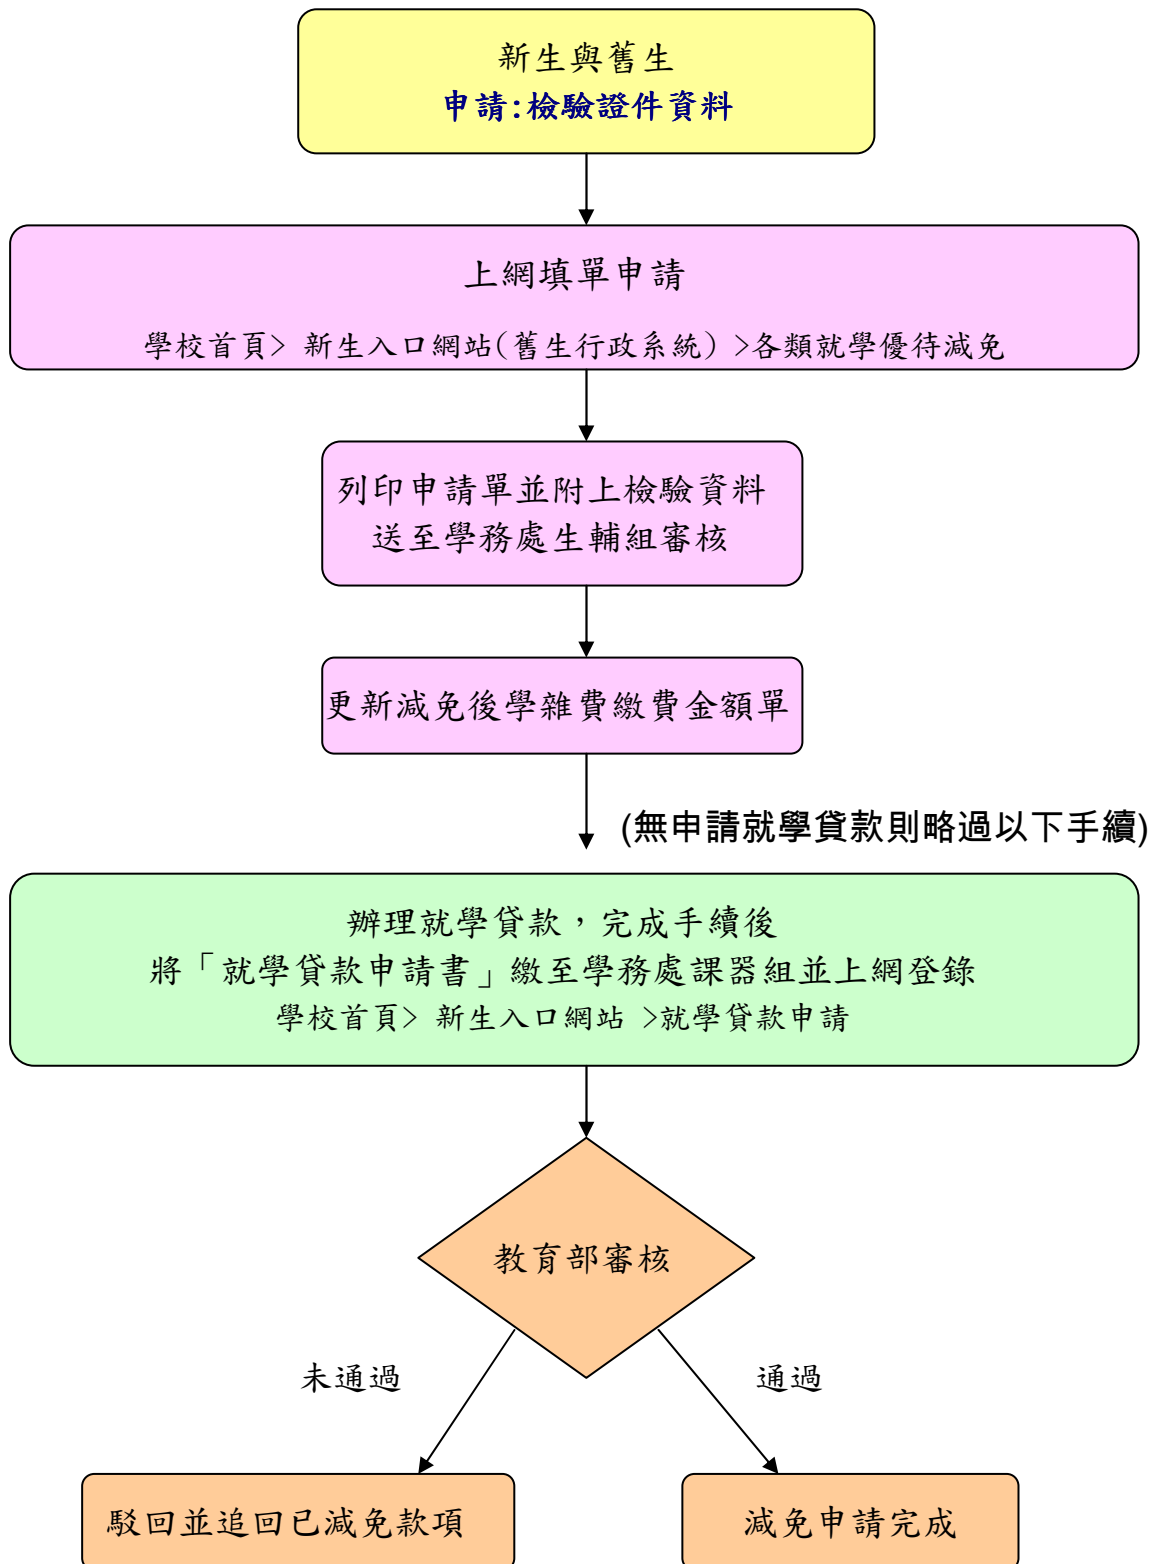 新生與舊生
申請:檢驗證件資料
上網填單申請
學校首頁> 新生入口網站(舊生行政系統) >各類就學優待減免
列印申請單並附上檢驗資料
送至學務處生輔組審核
更新減免後學雜費繳費金額單
(無申請就學貸款則略過以下手續)
辦理就學貸款，完成手續後
將「就學貸款申請書」繳至學務處課器組並上網登錄
學校首頁> 新生入口網站 >就學貸款申請
教育部審核
未通過
通過
駁回並追回已減免款項
減免申請完成